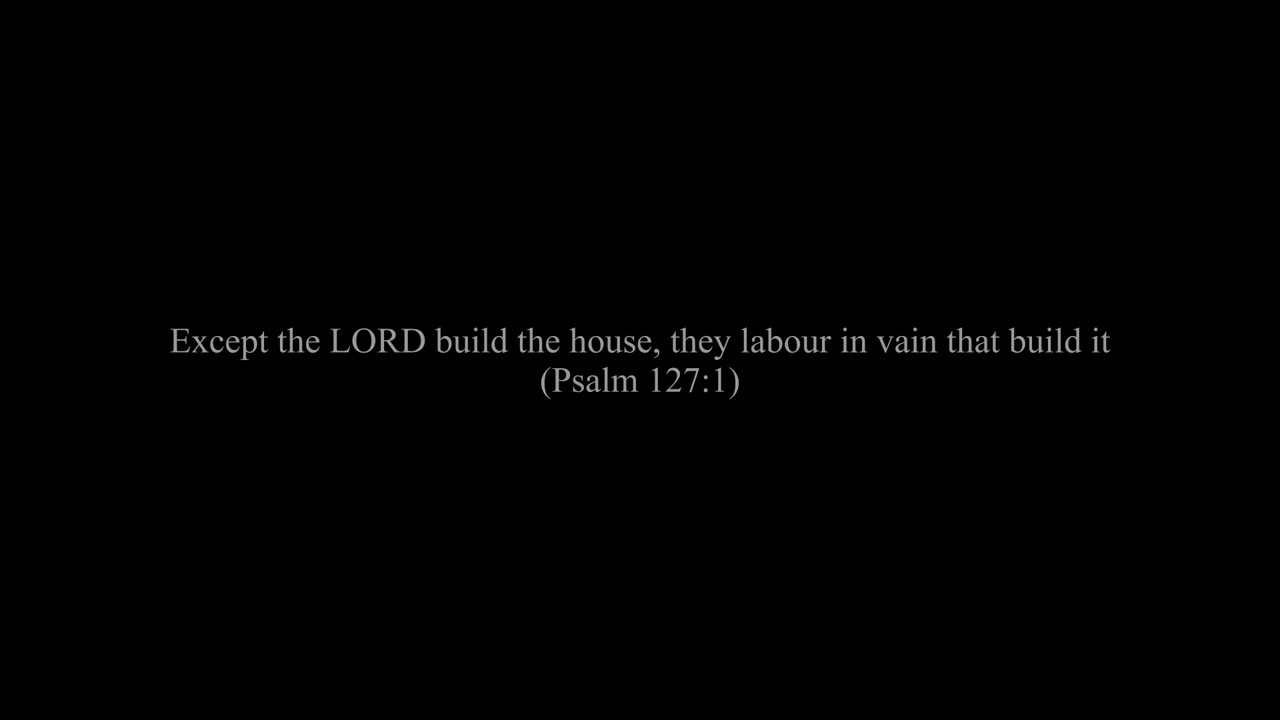 Except the LORD build the house, they labour in vain that build it
(Psalm 127:1)